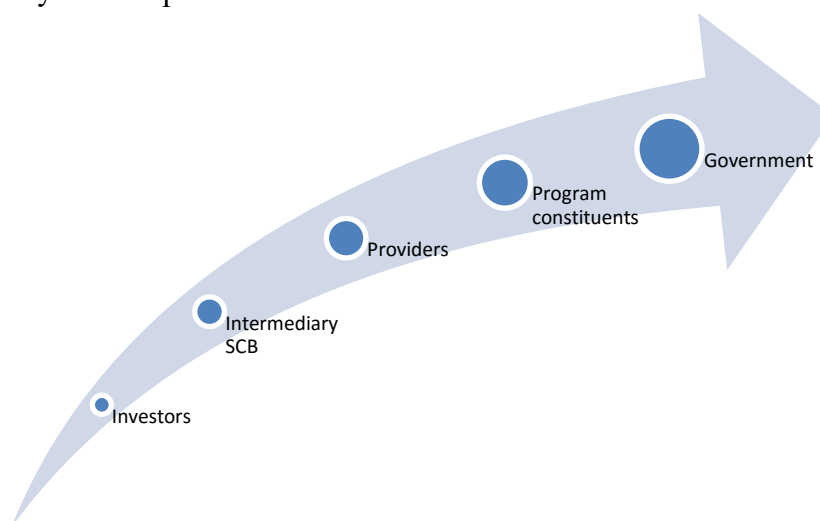 Government
Program
constituents
Providers
Intermediary
SCB
Investors